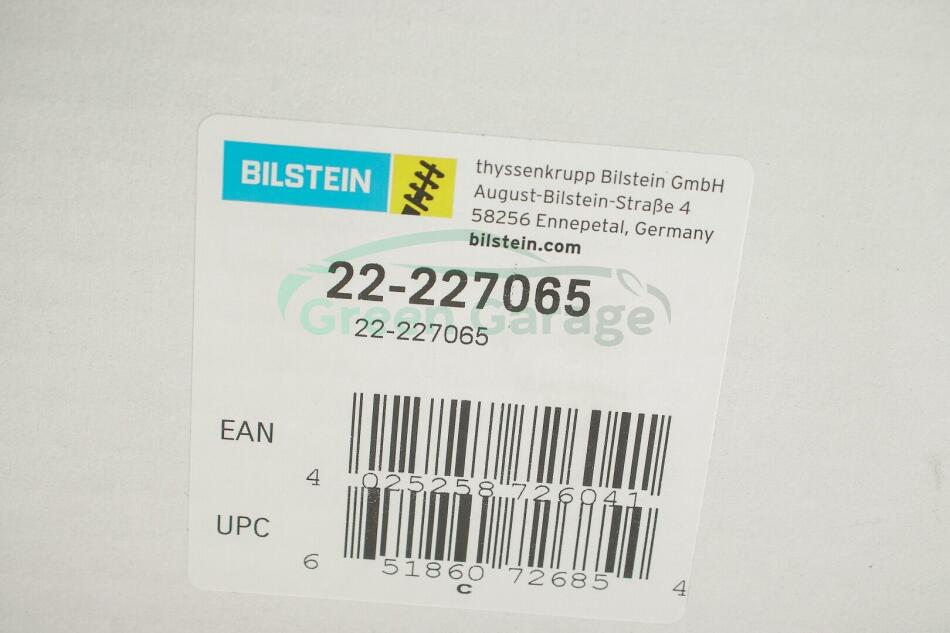 BILSTEIN
thyssenkrupp Bilstein GmbH
August-Bilstein-Straße 4
58256 Ennepetal, Germany
bilstein.com
22-227065
Green Garage
22-227065
EAN
4 025258 726041
UPC
6 51860 72685 4
C